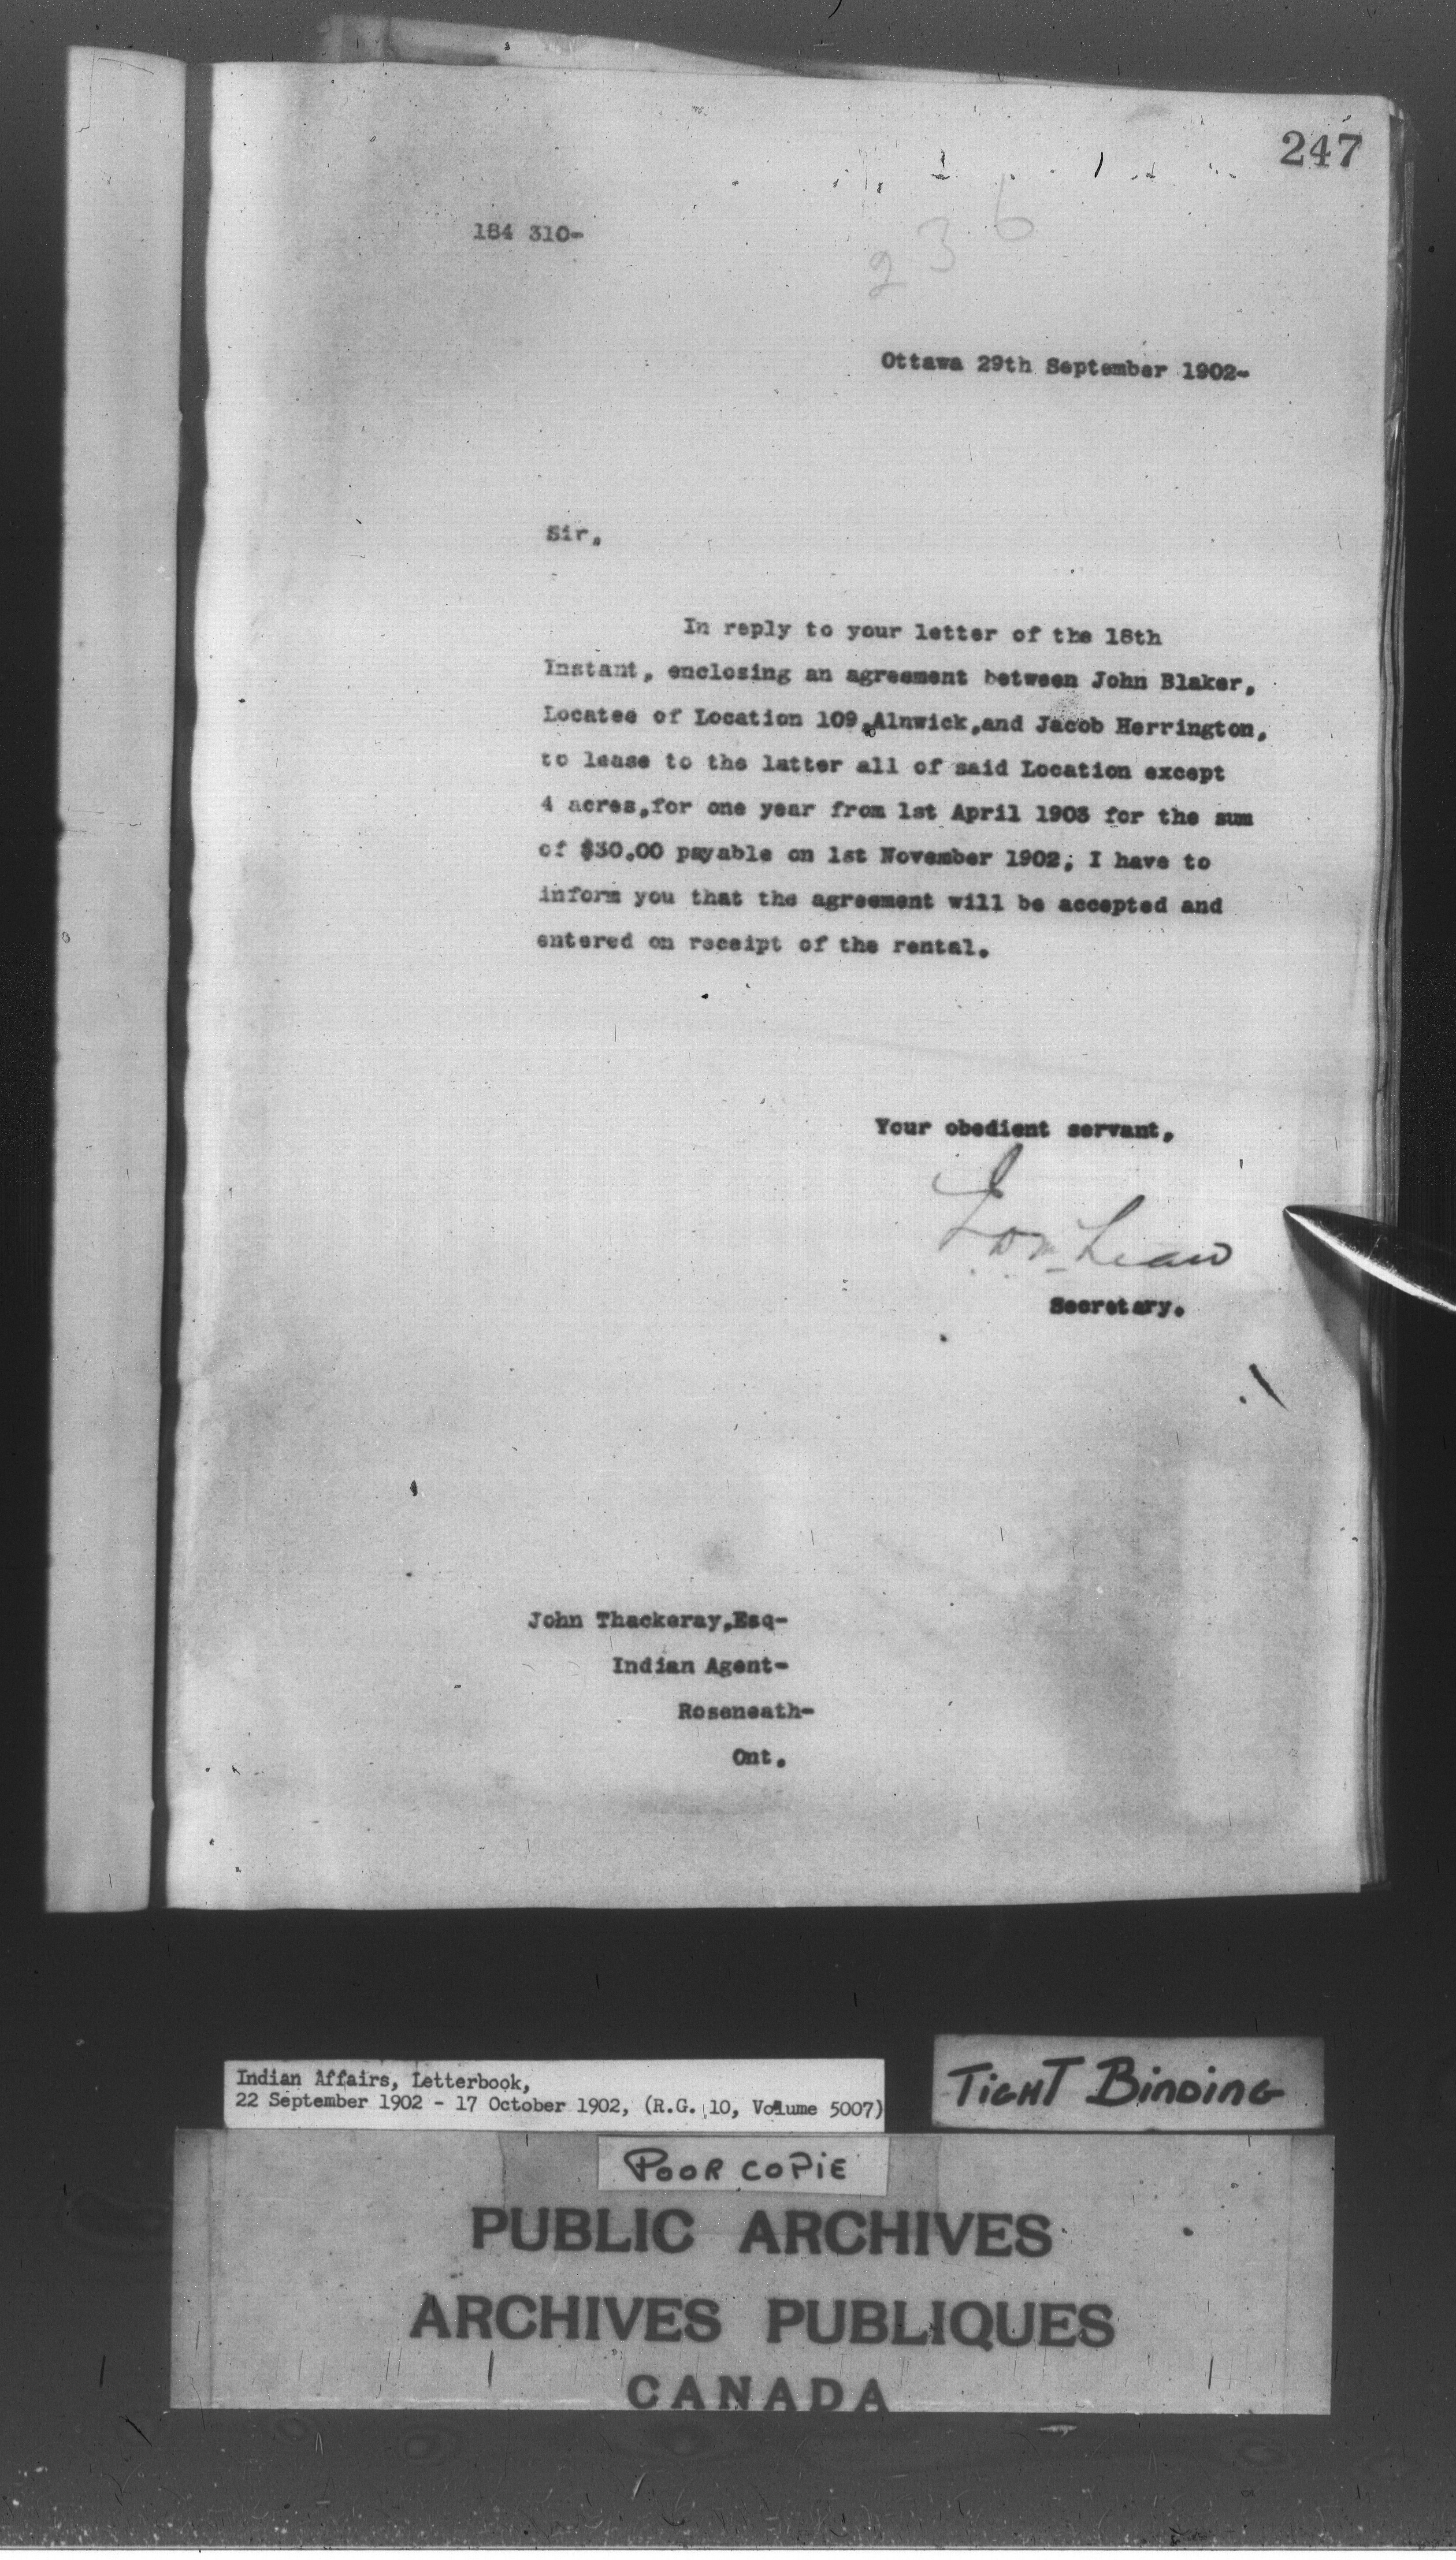 247
236
184 310-
Ottawa 29th September 1902-
Sir,
In reply to your letter of the 18th
Instant, enclosing an agreement between John Blaker,
Locatee of Location 109,Alnwick,and Jacob Herrington,
to lease to the latter all of said Location except
4 acres,for one year from 1st April 1903 for the sum
of $30.00 payable on 1st November 1902; I have to
inform you that the agreement will be accepted and
entered on receipt of the rental.
Your obedient servant,
Secretary.
John Thackeray,Esq-
Indian Agent-
Roseneath-
Ont.
Indian Affairs, Letterbook,
22 September 1902 - 17 October 1902, (R.G. 10, Volume 5007)
TIGHT BINDING
POOR COPIE
PUBLIC ARCHIVES
ARCHIVES PUBLIQUES
CANADA